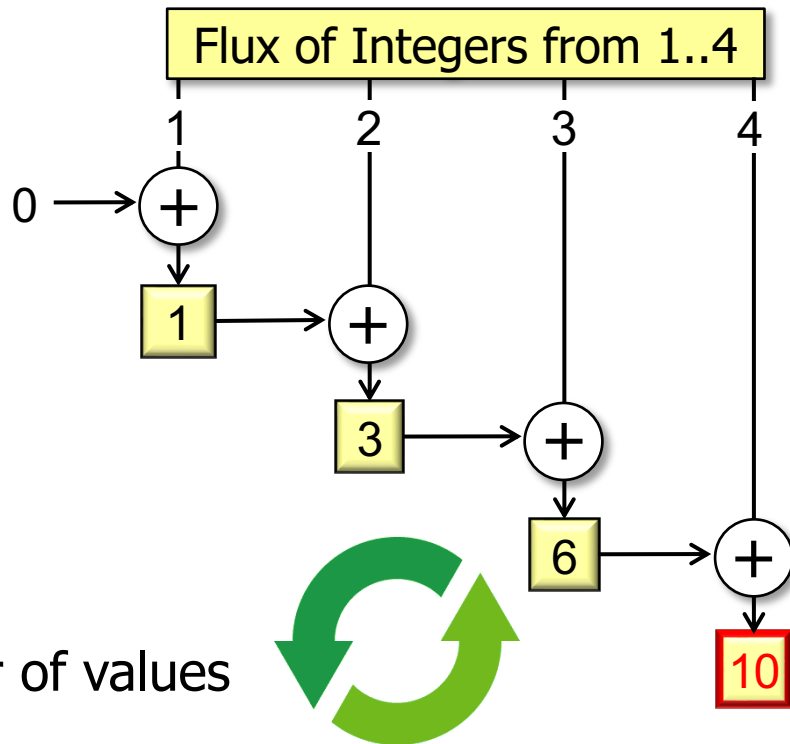 Flux of Integers from 1..4
1 2 3 4
0 +
1 +
3 +
6 +
10
r of values